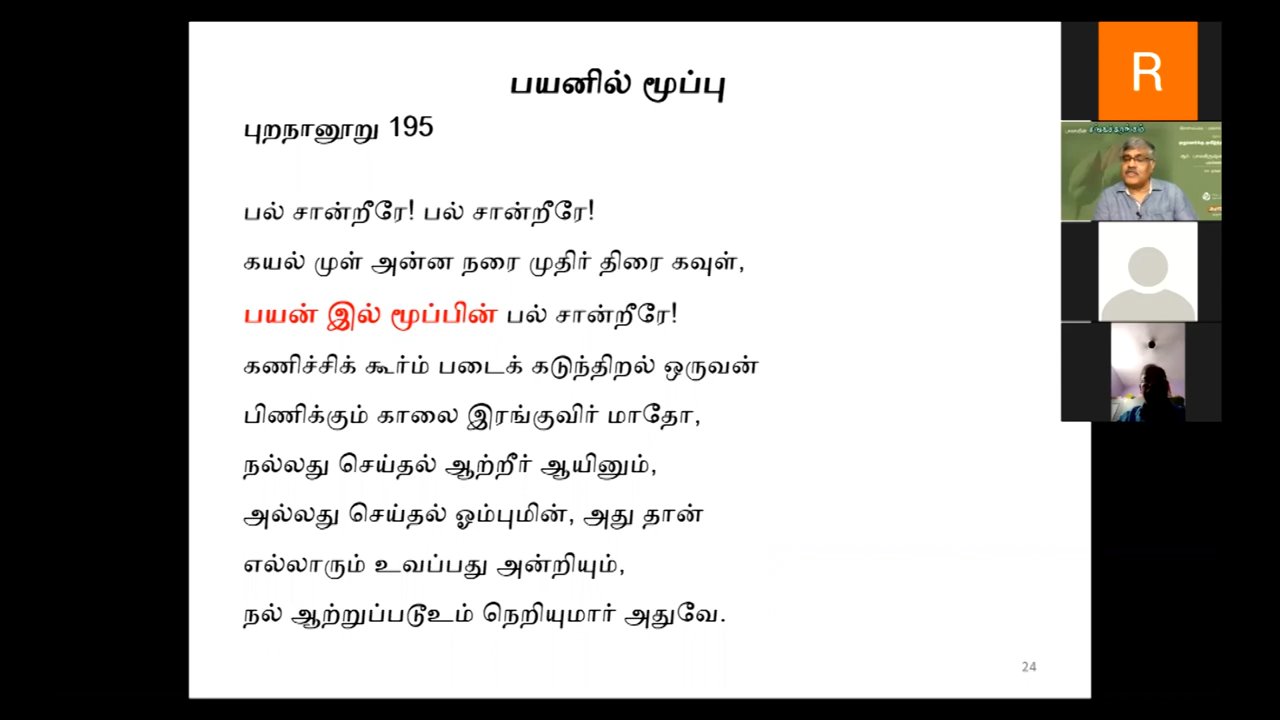 பயனில் மூப்பு
புறநானூறு 195
பல் சான்றீரே! பல் சான்றீரே!
கயல் முள் அன்ன நரை முதிர் திரை கவுள்,
பயன் இல் மூப்பின் பல் சான்றீரே!
கணிச்சிக் கூர்ம் படைக் கடுந்திறல் ஒருவன்
பிணிக்கும் காலை இரங்குவிர் மாதோ,
நல்லது செய்தல் ஆற்றீர் ஆயினும்,
அல்லது செய்தல் ஓம்புமின், அது தான்
எல்லாரும் உவப்பது அன்றியும்,
நல் ஆற்றுப்படூஉம் நெறியுமார் அதுவே.
24
R